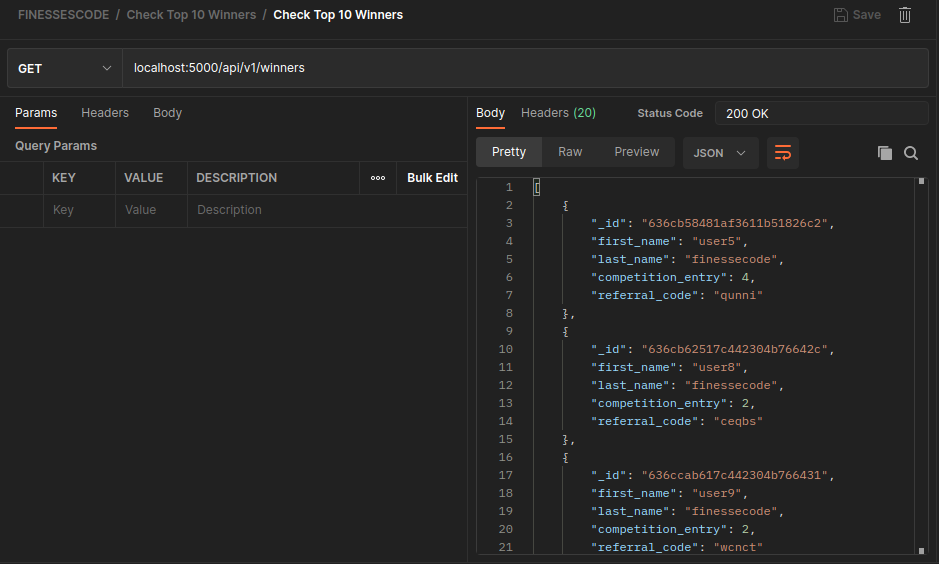 FINESSESCODE / Check Top 10 Winners / Check Top 10 Winners Save
GET localhost:5000/api/v1/winners
Params Headers Body
Query Params
KEY VALUE DESCRIPTION ooo Bulk Edit
Key Value Description
Body Headers (20) Status Code 200 OK
Pretty Raw Preview JSON
1 [
2 {
3 "_id": "636cb58481af3611b51826c2",
4 "first_name": "user5",
5 "last_name": "finessecode",
6 "competition_entry": 4,
7 "referral_code": "qunni"
8 },
9 {
10 "_id": "636cb62517c442304b76642c",
11 "first_name": "user8",
12 "last_name": "finessecode",
13 "competition_entry": 2,
14 "referral_code": "ceqbs"
15 },
16 {
17 "_id": "636ccab617c442304b766431",
18 "first_name": "user9",
19 "last_name": "finessecode",
20 "competition_entry": 2,
21 "referral_code": "wcnct"